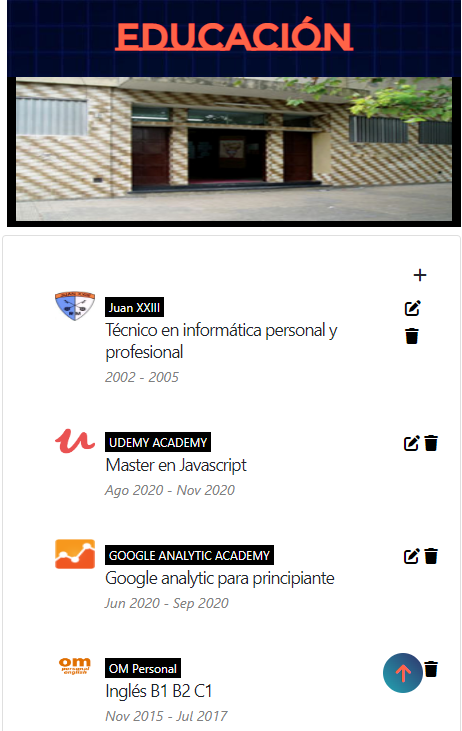 EDUCACIÓN
JUAN XXIII
Juan XXIII
Técnico en informática personal y
profesional
2002 - 2005
u
UDEMY ACADEMY
Master en Javascript
Ago 2020 - Nov 2020
GOOGLE ANALYTIC ACADEMY
Google analytic para principiante
Jun 2020 - Sep 2020
om
personal
english
OM Personal
Inglés B1 B2 C1
Nov 2015 - Jul 2017